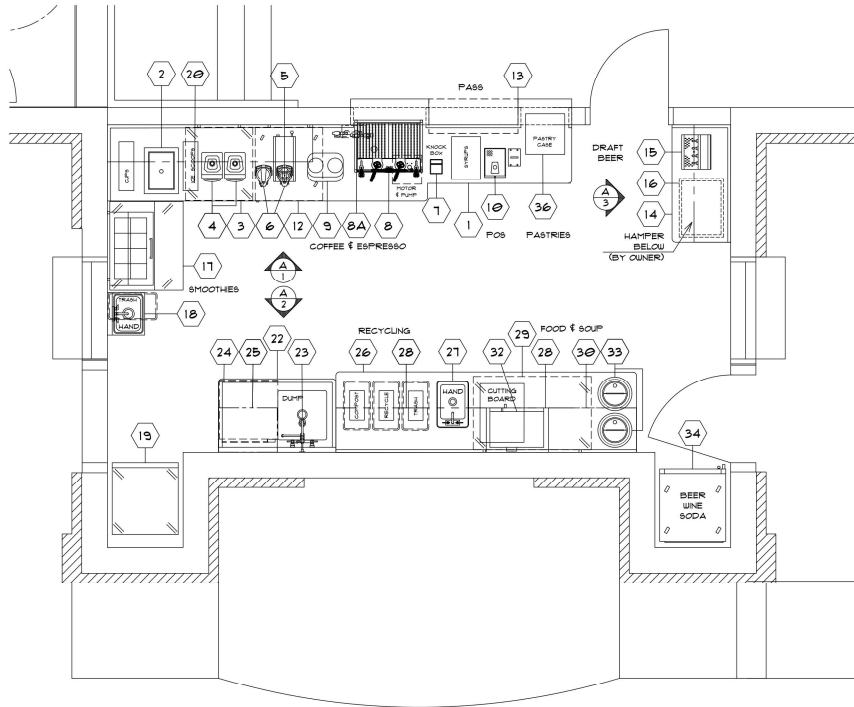 PASS
2
20
5
13
CUPS
KNOCK
BOX
SYRUPS
PASTRY
CASE
DRAFT
BEER
15
16
14
MOTOR
& PUMP
4
3
6
12
9
8A
8
7
1
10
36
A
3
COFFEE & ESPRESSO
POS
PASTRIES
HAMPER
BELOW
(BY OWNER)
17
SMOOTHIES
A
1
A
2
TRASH
HAND
18
RECYCLING
FOOD & SOUP
24
25
22
23
26
28
27
32
29
28
30
33
DUMP
COMPOST
RECYCLE
TRASH
HAND
CUTTING
BOARD
19
34
BEER
WINE
SODA